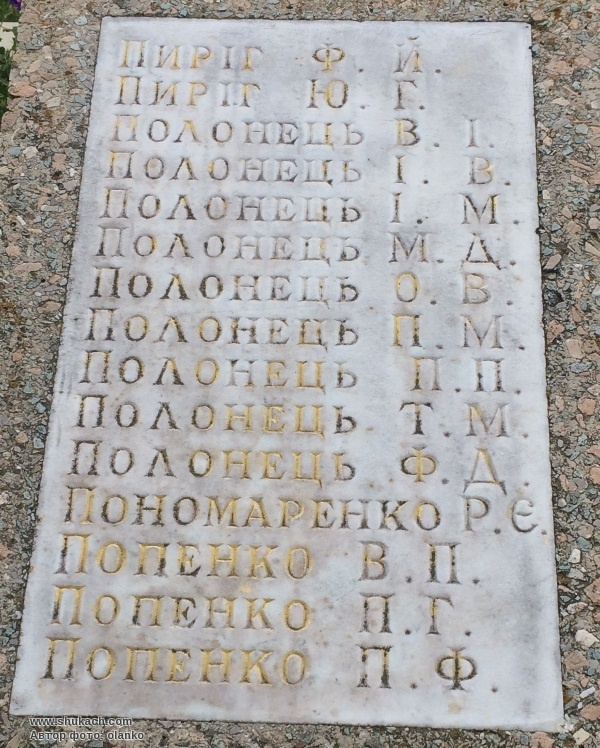 Пиріг Ф. Й.
Пиріг Ю. Г.
Полонець В. І.
Полонець І. В.
Полонець І. М.
Полонець М. Д.
Полонець О. В.
Полонець П. М.
Полонець П. П.
Полонець Т. М.
Полонець Ф. Д.
Пономаренко Р. Є.
Попенко В. П.
Попенко П. Г.
Попенко П. Ф.
www.shukach.com
Автор фото: olanko